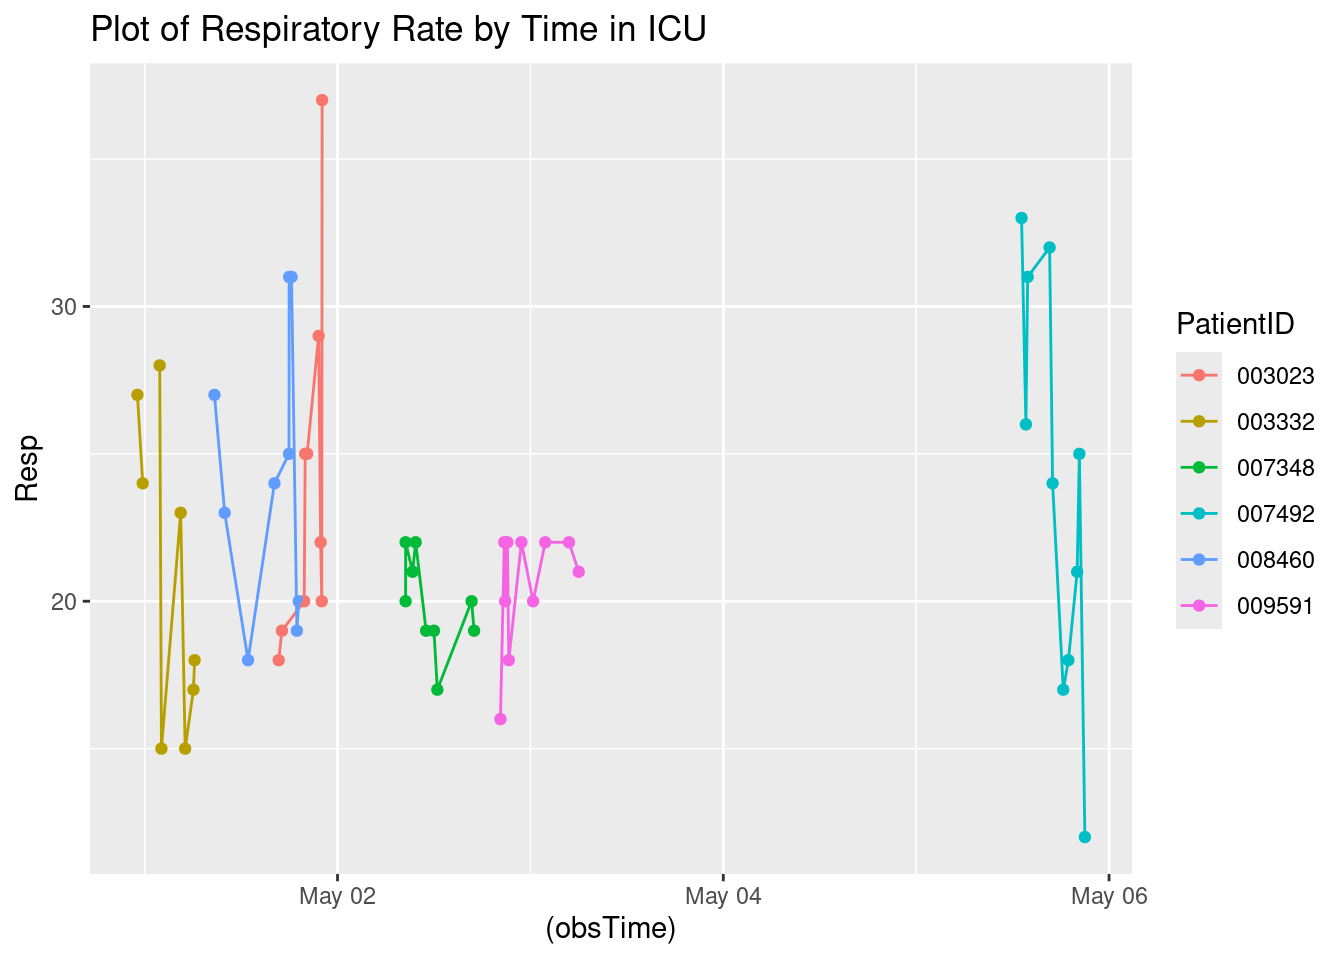 Plot of Respiratory Rate by Time in ICU
Resp
30
20
May 02
May 04
May 06
(obsTime)
PatientID
003023
003332
007348
007492
008460
009591